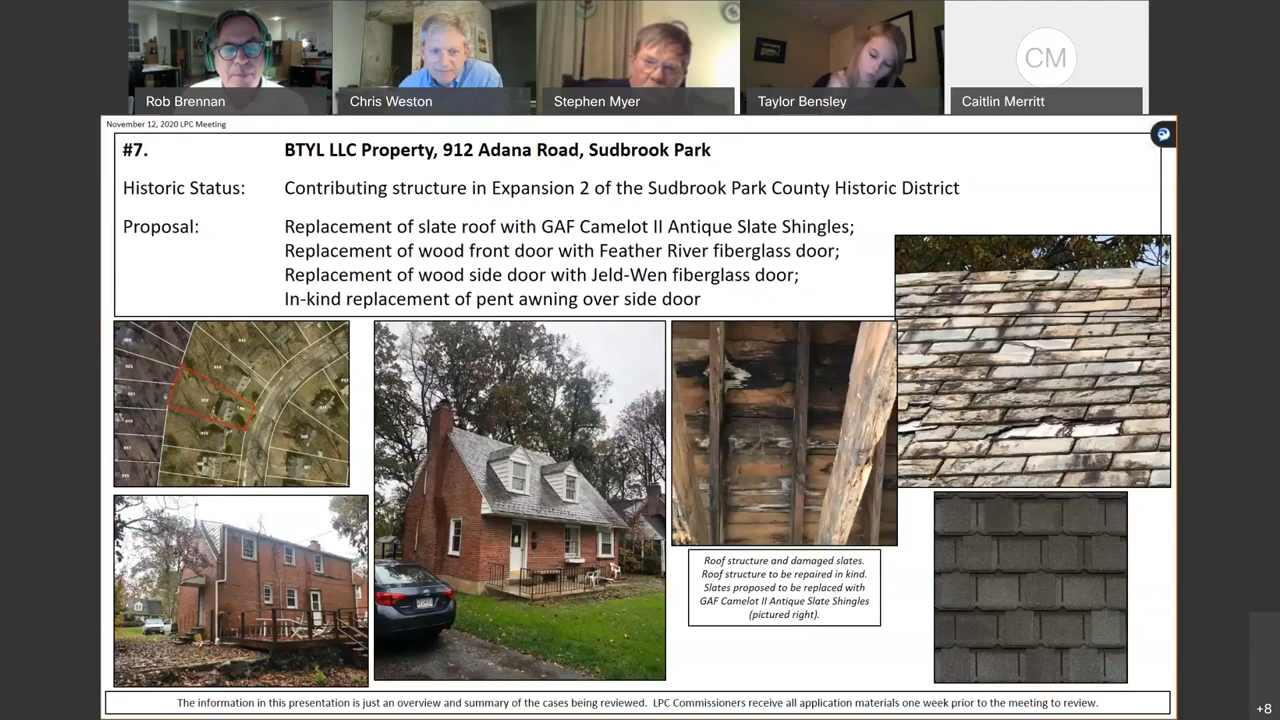 Rob Brennan
Chris Weston
Stephen Myer
Taylor Bensley
CM
Caitlin Merritt
November 12, 2020 LPC Meeting
#7. BTYL LLC Property, 912 Adana Road, Sudbrook Park
Historic Status: Contributing structure in Expansion 2 of the Sudbrook Park County Historic District
Proposal: Replacement of slate roof with GAF Camelot II Antique Slate Shingles;
Replacement of wood front door with Feather River fiberglass door;
Replacement of wood side door with Jeld-Wen fiberglass door;
In-kind replacement of pent awning over side door
Roof structure and damaged slates.
Roof structure to be repaired in kind.
Slates proposed to be replaced with
GAF Camelot II Antique Slate Shingles
(pictured right).
The information in this presentation is just an overview and summary of the cases being reviewed. LPC Commissioners receive all application materials one week prior to the meeting to review.
+8